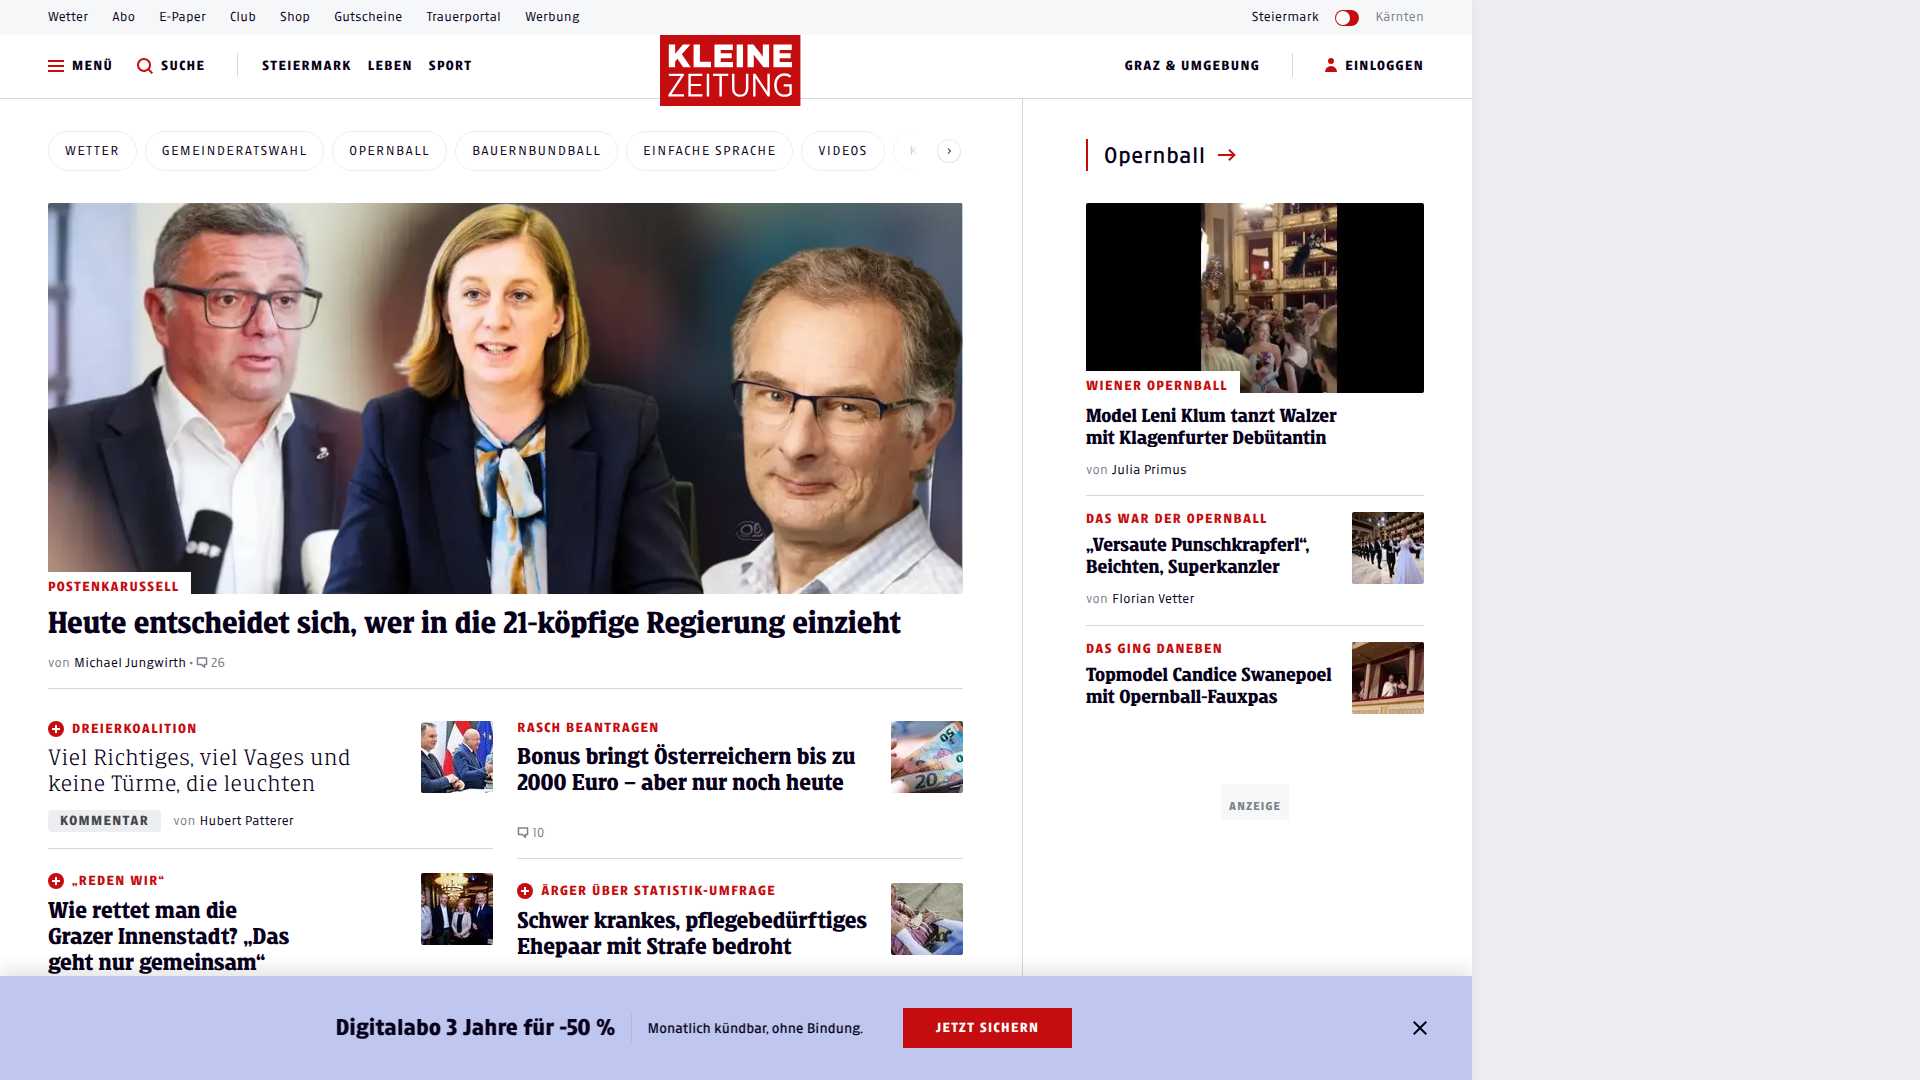 Wetter Abo E-Paper Club Shop Gutscheine Trauerportal Werbung Steiermark Kärnten
MENÜ SUCHE STEIERMARK LEBEN SPORT KLEINE ZEITUNG GRAZ & UMGEBUNG EINLOGGEN
WETTER GEMEINDERATSWAHL OPERNBALL BAUERNBUNDBALL EINFACHE SPRACHE VIDEOS K
ORF
POSTENKARUSSELL
Heute entscheidet sich, wer in die 21-köpfige Regierung einzieht
von Michael Jungwirth • 26
DREIERKOALITION
Viel Richtiges, viel Vages und
keine Türme, die leuchten
KOMMENTAR von Hubert Patterer
„REDEN WIR“
Wie rettet man die
Grazer Innenstadt? „Das
geht nur gemeinsam“
RASCH BEANTRAGEN
Bonus bringt Österreichern bis zu
2000 Euro – aber nur noch heute
10
ÄRGER ÜBER STATISTIK-UMFRAGE
Schwer krankes, pflegebedürftiges
Ehepaar mit Strafe bedroht
Opernball
WIENER OPERNBALL
Model Leni Klum tanzt Walzer
mit Klagenfurter Debütantin
von Julia Primus
DAS WAR DER OPERNBALL
„Versaute Punschkrapferl“,
Beichten, Superkanzler
von Florian Vetter
DAS GING DANEBEN
Topmodel Candice Swanepoel
mit Opernball-Fauxpas
ANZEIGE
Digitalabo 3 Jahre für -50 % Monatlich kündbar, ohne Bindung. JETZT SICHERN